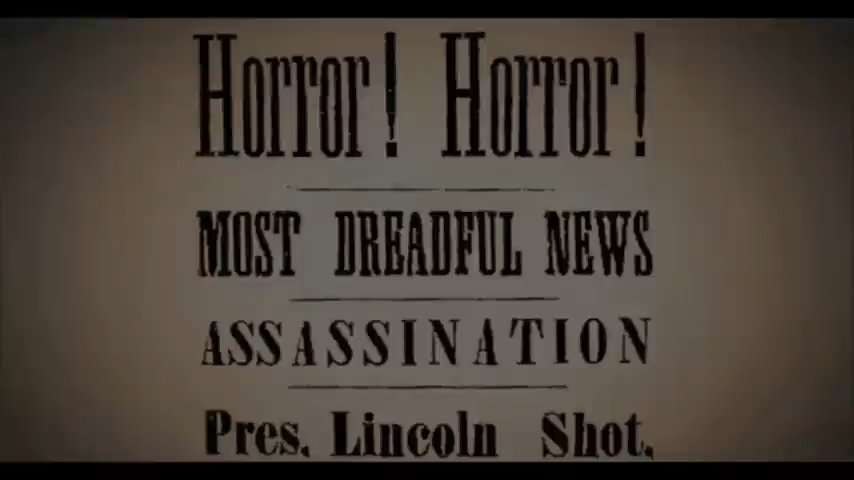 Horror! Horror!
MOST DREADFUL NEWS
ASSASSINATION
Pres. Lincoln Shot.